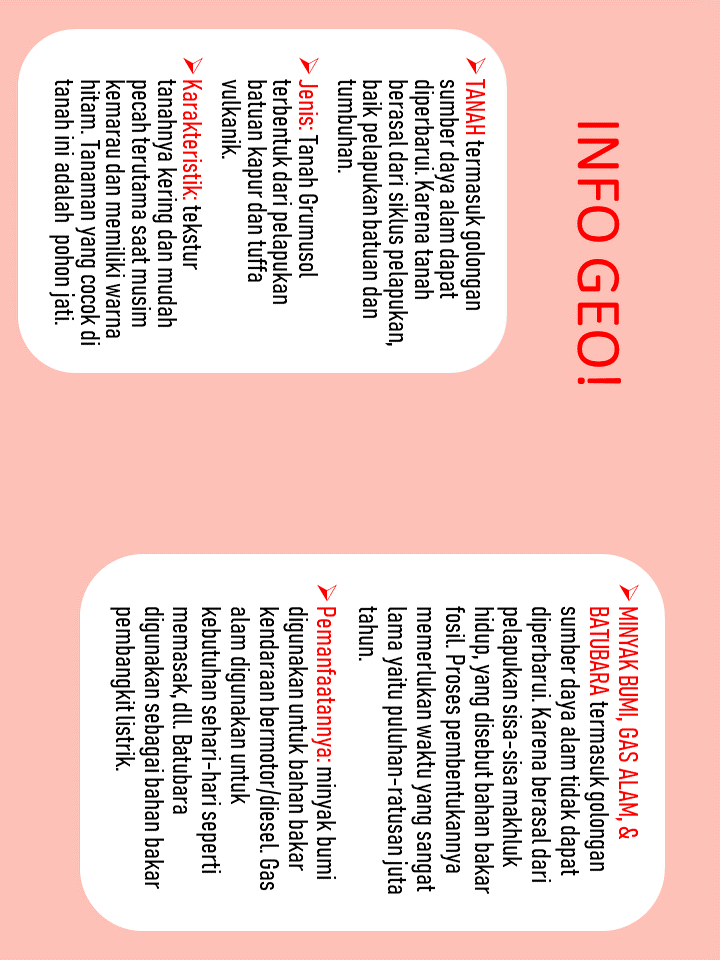 INFO GEO!
TANAH termasuk golongan
sumber daya alam dapat
diperbarui. Karena tanah
berasal dari siklus pelapukan,
baik pelapukan batuan dan
tumbuhan.
Jenis: Tanah Grumusol
terbentuk dari pelapukan
batuan kapur dan tuffa
vulkanik.
Karakteristik: tekstur
tanahnya kering dan mudah
pecah terutama saat musim
kemarau dan memiliki warna
hitam. Tanaman yang cocok di
tanah ini adalah pohon jati.
MINYAK BUMI, GAS ALAM, &
BATUBARA termasuk golongan
sumber daya alam tidak dapat
diperbarui. Karena berasal dari
pelapukan sisa-sisa makhluk
hidup, yang disebut bahan bakar
fosil. Proses pembentukannya
memerlukan waktu yang sangat
lama yaitu puluhan-ratusan juta
tahun.
Pemanfaatannya: minyak bumi
digunakan untuk bahan bakar
kendaraan bermotor/diesel. Gas
alam digunakan untuk
kebutuhan sehari-hari seperti
memasak, dll. Batubara
digunakan sebagai bahan bakar
pembangkit listrik.